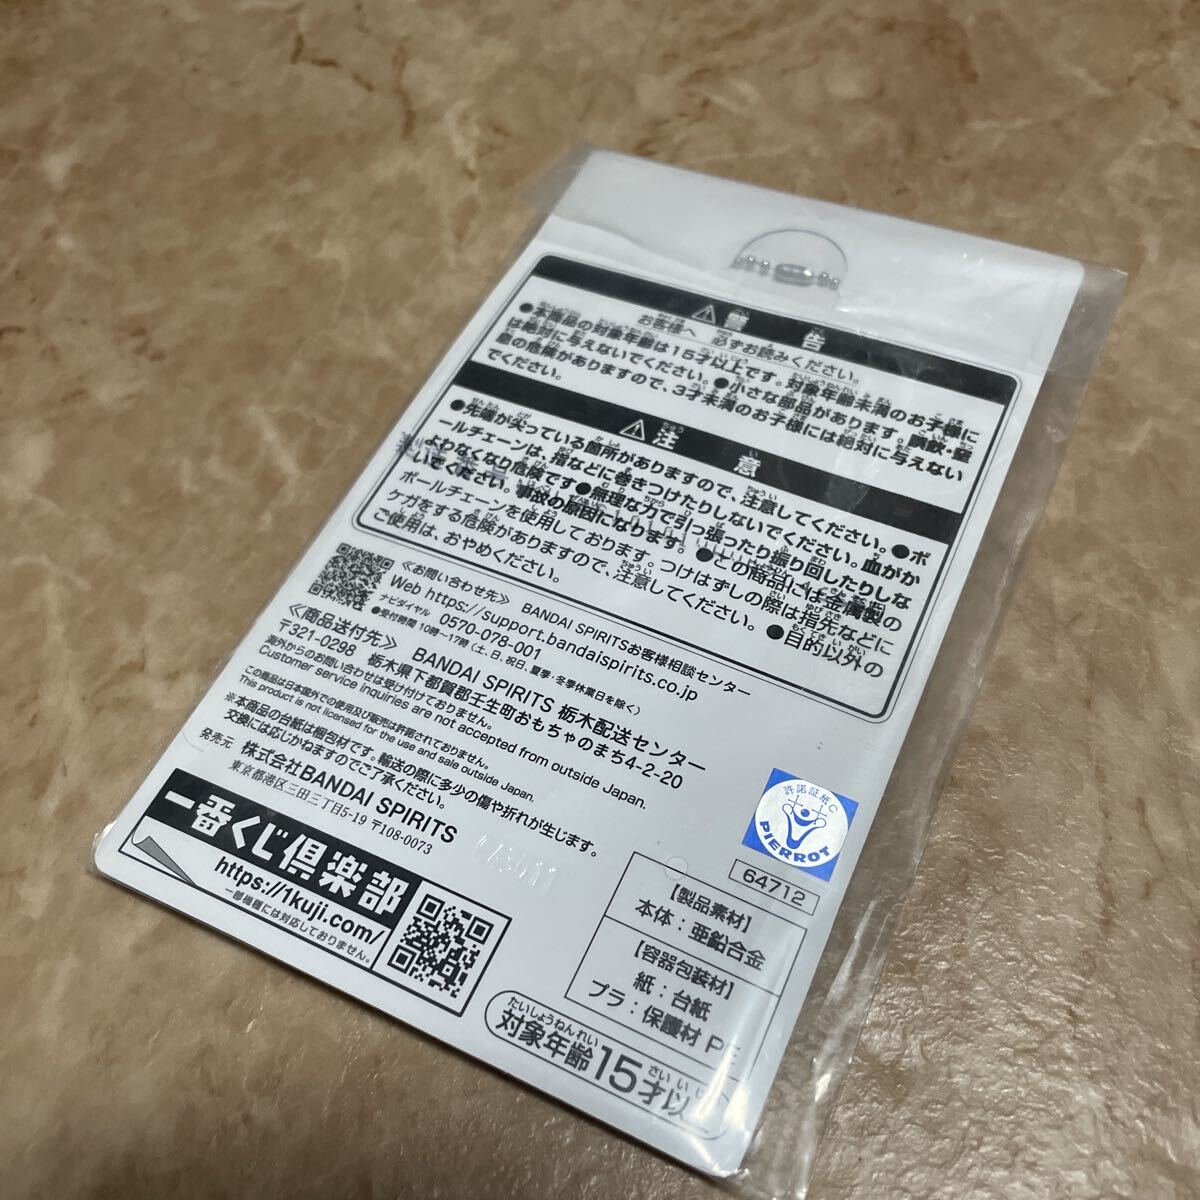 ⚠警告
お客様へ 必ずお読みください。
●本商品の対象年齢は15才以上です。対象年齢未満のお子様に
は絶対に与えないでください。●小さな部品があります。誤飲・窒
息の危険がありますので、3才未満のお子様には絶対に与えない
でください。
⚠注意
●先端が尖っている箇所がありますので、注意してください。●ボ
ールチェーンは、指などに巻きつけたりしないでください。血がか
よわなくなり危険です●無理な力で引っ張ったり振り回したりしな
いでください。事故の原因になります。●この商品には金属製の
ボールチェーンを使用しております。つけはずしの際は指先などに
ケガをする危険がありますので、注意してください。●目的以外の
ご使用は、おやめください。
≪お問い合わせ先≫ BANDAI SPIRITSお客様相談センター
Web https://support.bandaispirits.co.jp
ナビダイヤル 0570-078-001
●受付時間 10時〜17時(土、日、祝日、夏季・冬季休業日を除く)
≪商品送付先≫ BANDAI SPIRITS 栃木配送センター
〒321-0298 栃木県下都賀郡壬生町おもちゃのまち4-2-20
海外からのお問い合わせは受け付けておりません。
Customer service inquiries are not accepted from outside Japan.
この商品は日本国外での使用及び販売は許諾されておりません。
This product is not licensed for the use and sale outside Japan.
※本商品の台紙は梱包材です。輸送の際に多少の傷や折れが生じます。
交換には応じかねますのでご了承ください。
発売元 株式会社BANDAI SPIRITS
東京都港区三田三丁目5-19 〒108-0073
一番くじ倶楽部
https://1kuji.com/
一部機種には対応しておりません。
許諾証紙C
PIERROT
64712
【製品素材】
本体：亜鉛合金
【容器包装材】
紙：台紙
プラ：保護材 PE
たいしょうねんれい さい い
対象年齢15才以